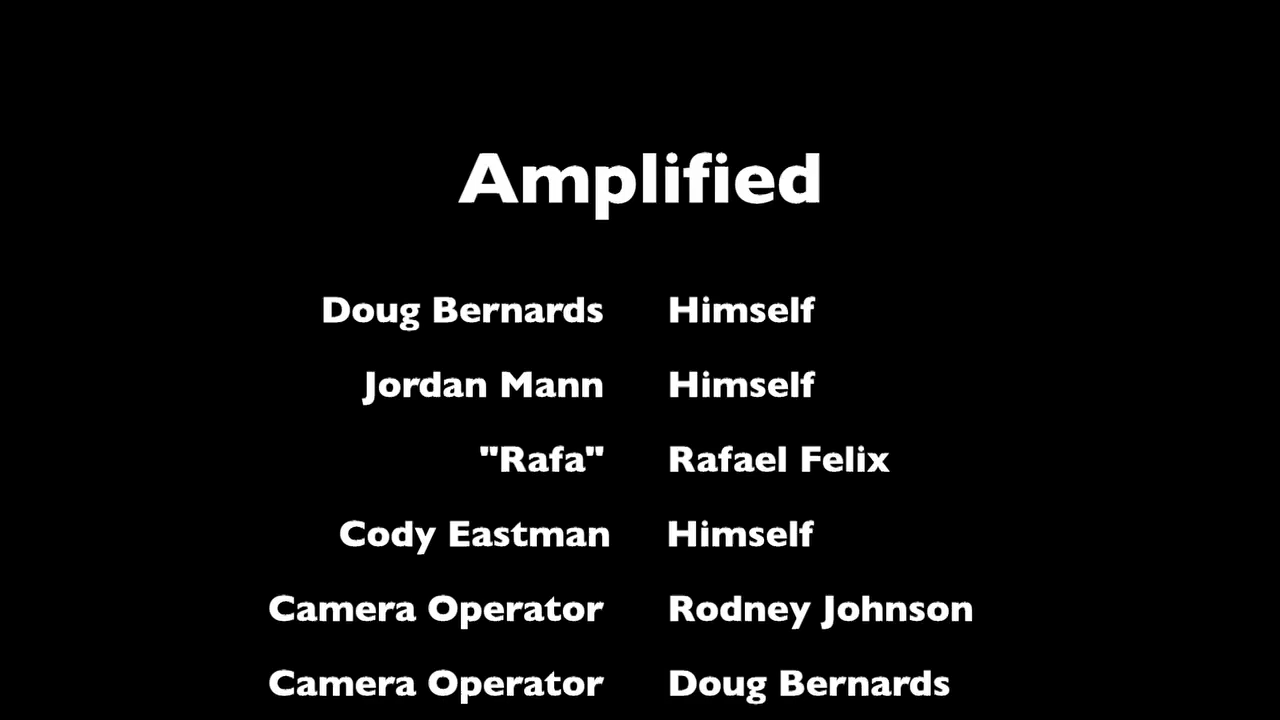 Amplified
Doug Bernards Himself
Jordan Mann Himself
"Rafa" Rafael Felix
Cody Eastman Himself
Camera Operator Rodney Johnson
Camera Operator Doug Bernards